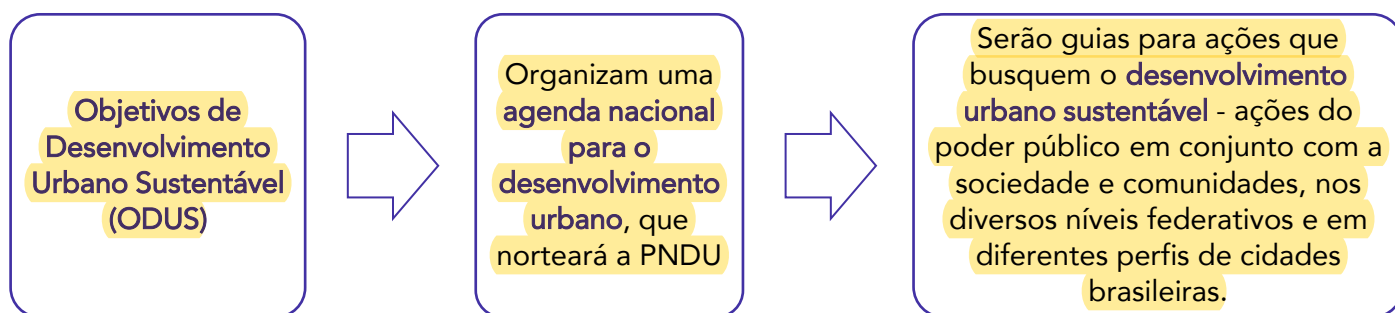 Objetivos de
Desenvolvimento
Urbano Sustentável
(ODUS)
Organizam uma
agenda nacional
para o
desenvolvimento
urbano, que
norteará a PNDU
Serão guias para ações que
busquem o desenvolvimento
urbano sustentável - ações do
poder público em conjunto com a
sociedade e comunidades, nos
diversos níveis federativos e em
diferentes perfis de cidades
brasileiras.